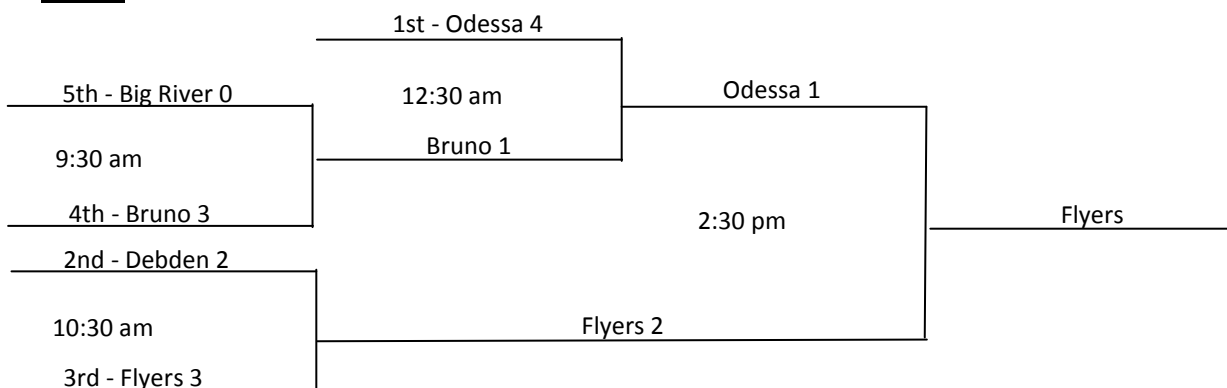 1st - Odessa 4
5th - Big River 0
12:30 am
Odessa 1
Bruno 1
9:30 am
4th - Bruno 3
2:30 pm
Flyers
2nd - Debden 2
10:30 am
Flyers 2
3rd - Flyers 3